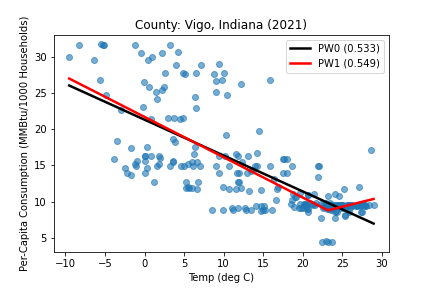 County: Vigo, Indiana (2021)
Per-Capita Consumption (MMBtu/1000 Households)
30
25
20
15
10
5
PW0 (0.533)
PW1 (0.549)
−10 −5 0 5 10 15 20 25 30
Temp (deg C)